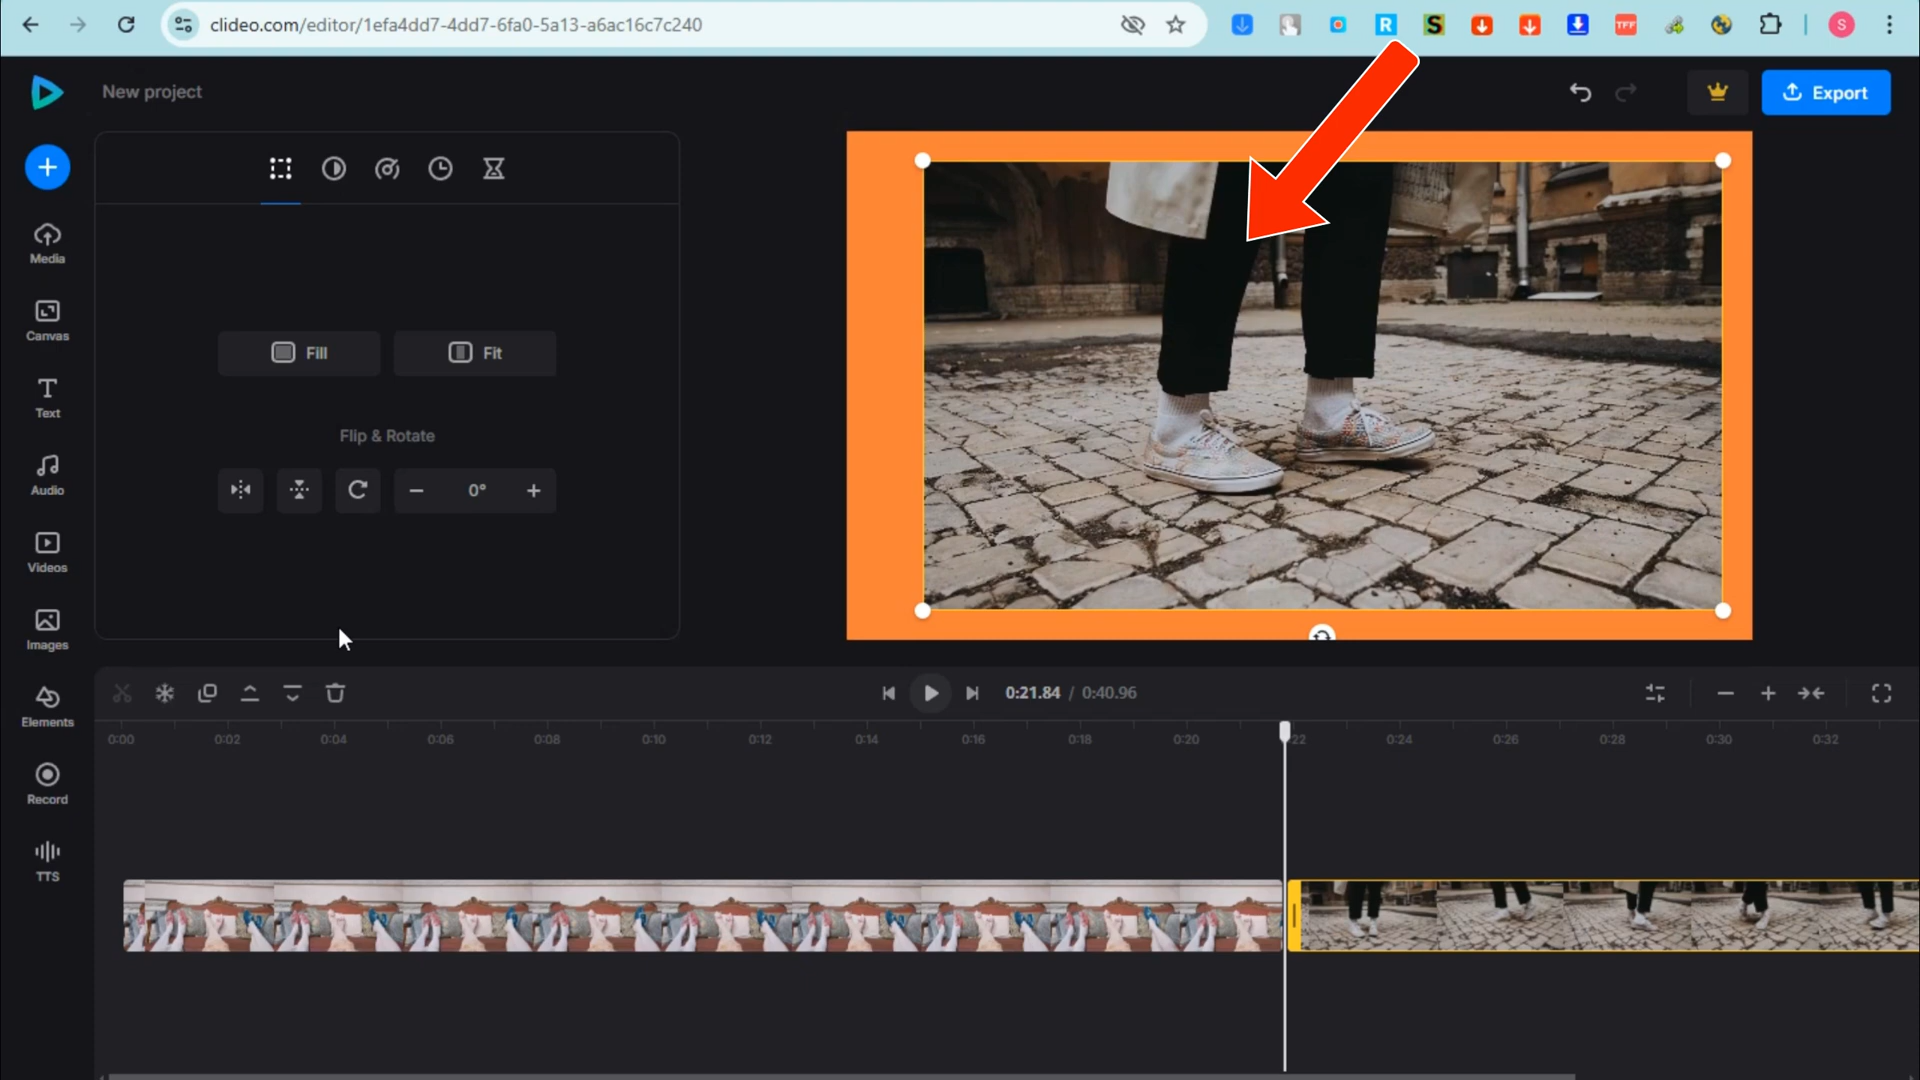 clideo.com/editor/1efa4dd7-4dd7-6fa0-5a13-a6ac16c7c240
R
S
TFF
S
New project
Export
Media
Canvas
Text
Audio
Videos
Images
Elements
Record
TTS
Fill
Fit
Flip & Rotate
0°
0:21.84 / 0:40.96
0:00 0:02 0:04 0:06 0:08 0:10 0:12 0:14 0:16 0:18 0:20 22 0:24 0:26 0:28 0:30 0:32